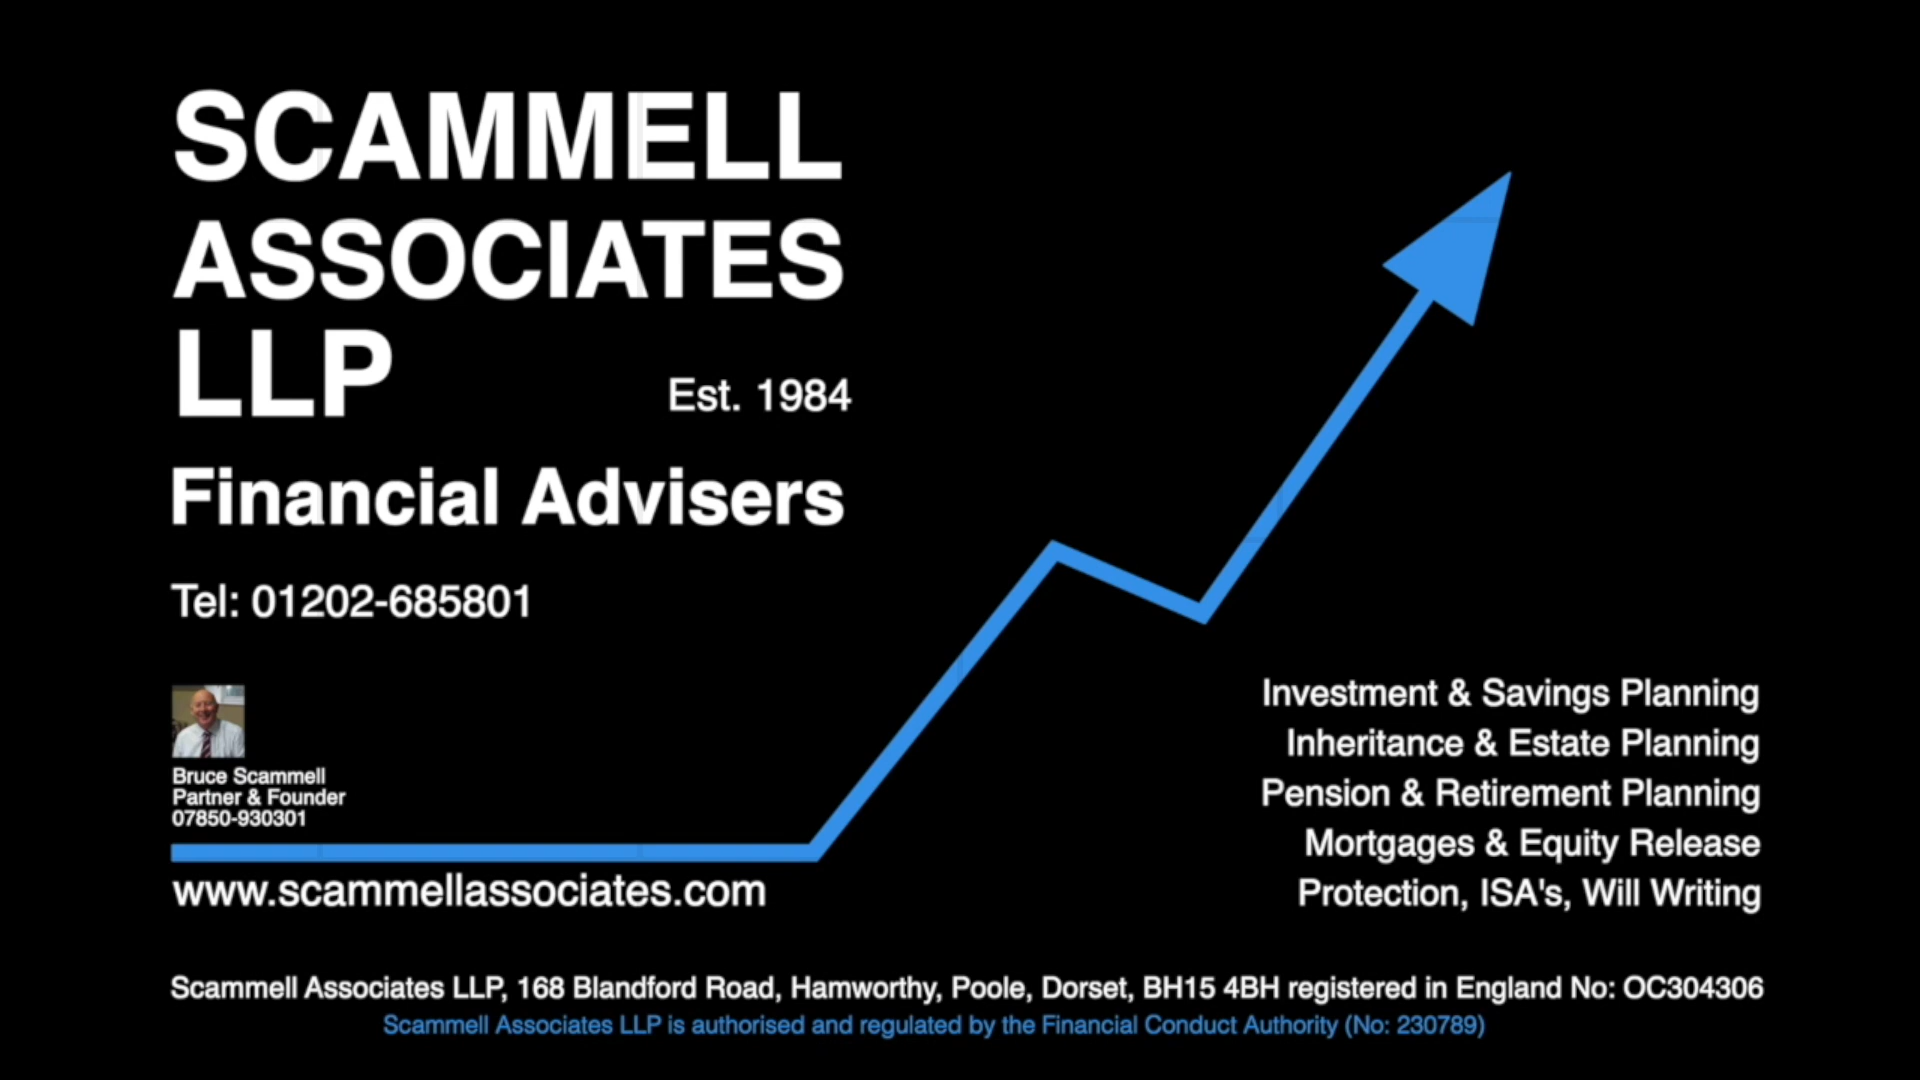 SCAMMELL
ASSOCIATES
LLP
Est. 1984
Financial Advisers
Tel: 01202-685801
Bruce Scammell
Partner & Founder
07850-930301
www.scammellassociates.com
Investment & Savings Planning
Inheritance & Estate Planning
Pension & Retirement Planning
Mortgages & Equity Release
Protection, ISA's, Will Writing
Scammell Associates LLP, 168 Blandford Road, Hamworthy, Poole, Dorset, BH15 4BH registered in England No: OC304306
Scammell Associates LLP is authorised and regulated by the Financial Conduct Authority (No: 230789)